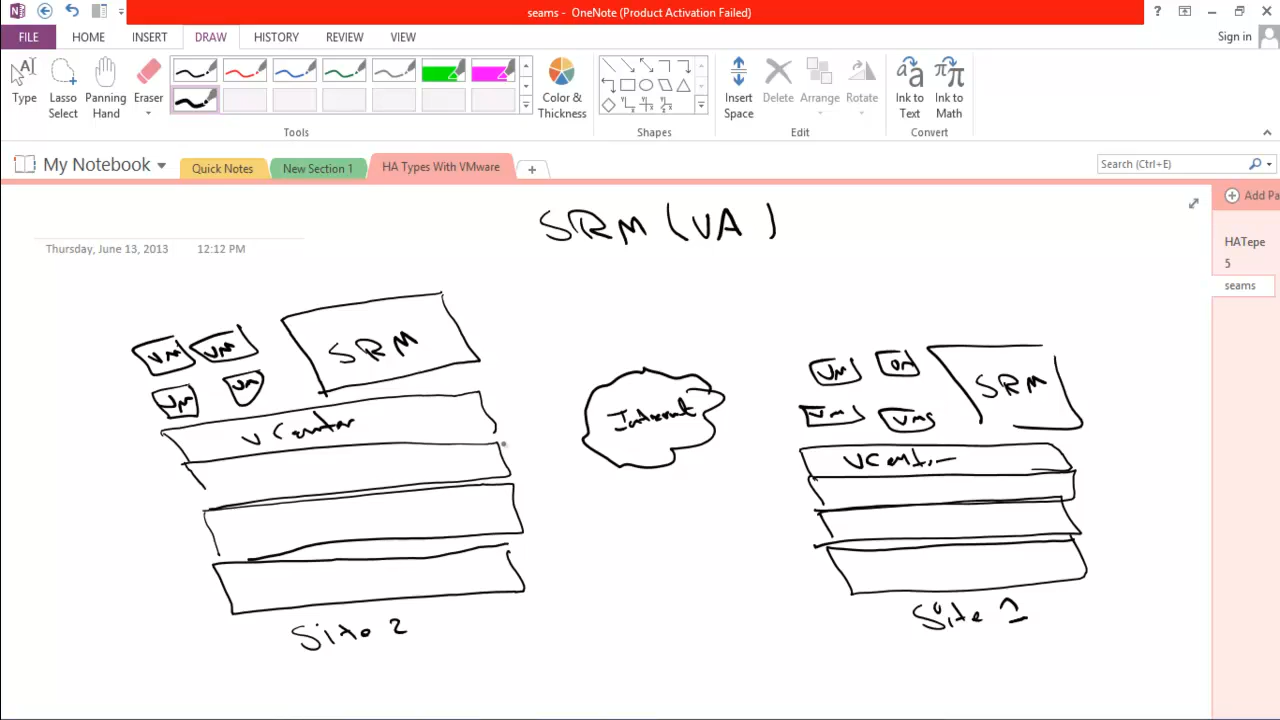 seams - OneNote (Product Activation Failed)
Sign in
FILE HOME INSERT DRAW HISTORY REVIEW VIEW
Type
Lasso Select
Panning Hand
Eraser
Color & Thickness
Insert Space
Delete
Arrange
Rotate
Ink to Text
Ink to Math
Tools
Shapes
Edit
Convert
My Notebook
Quick Notes
New Section 1
HA Types With VMware
Search (Ctrl+E)
Add Pa
HATepe
5
seams
Thursday, June 13, 2013 12:12 PM
SRM (VA)
VM VM
VM VM
SRM
vCenter
Site 2
Internet
VM
VMS VMS
SRM
VCenter
Site 1